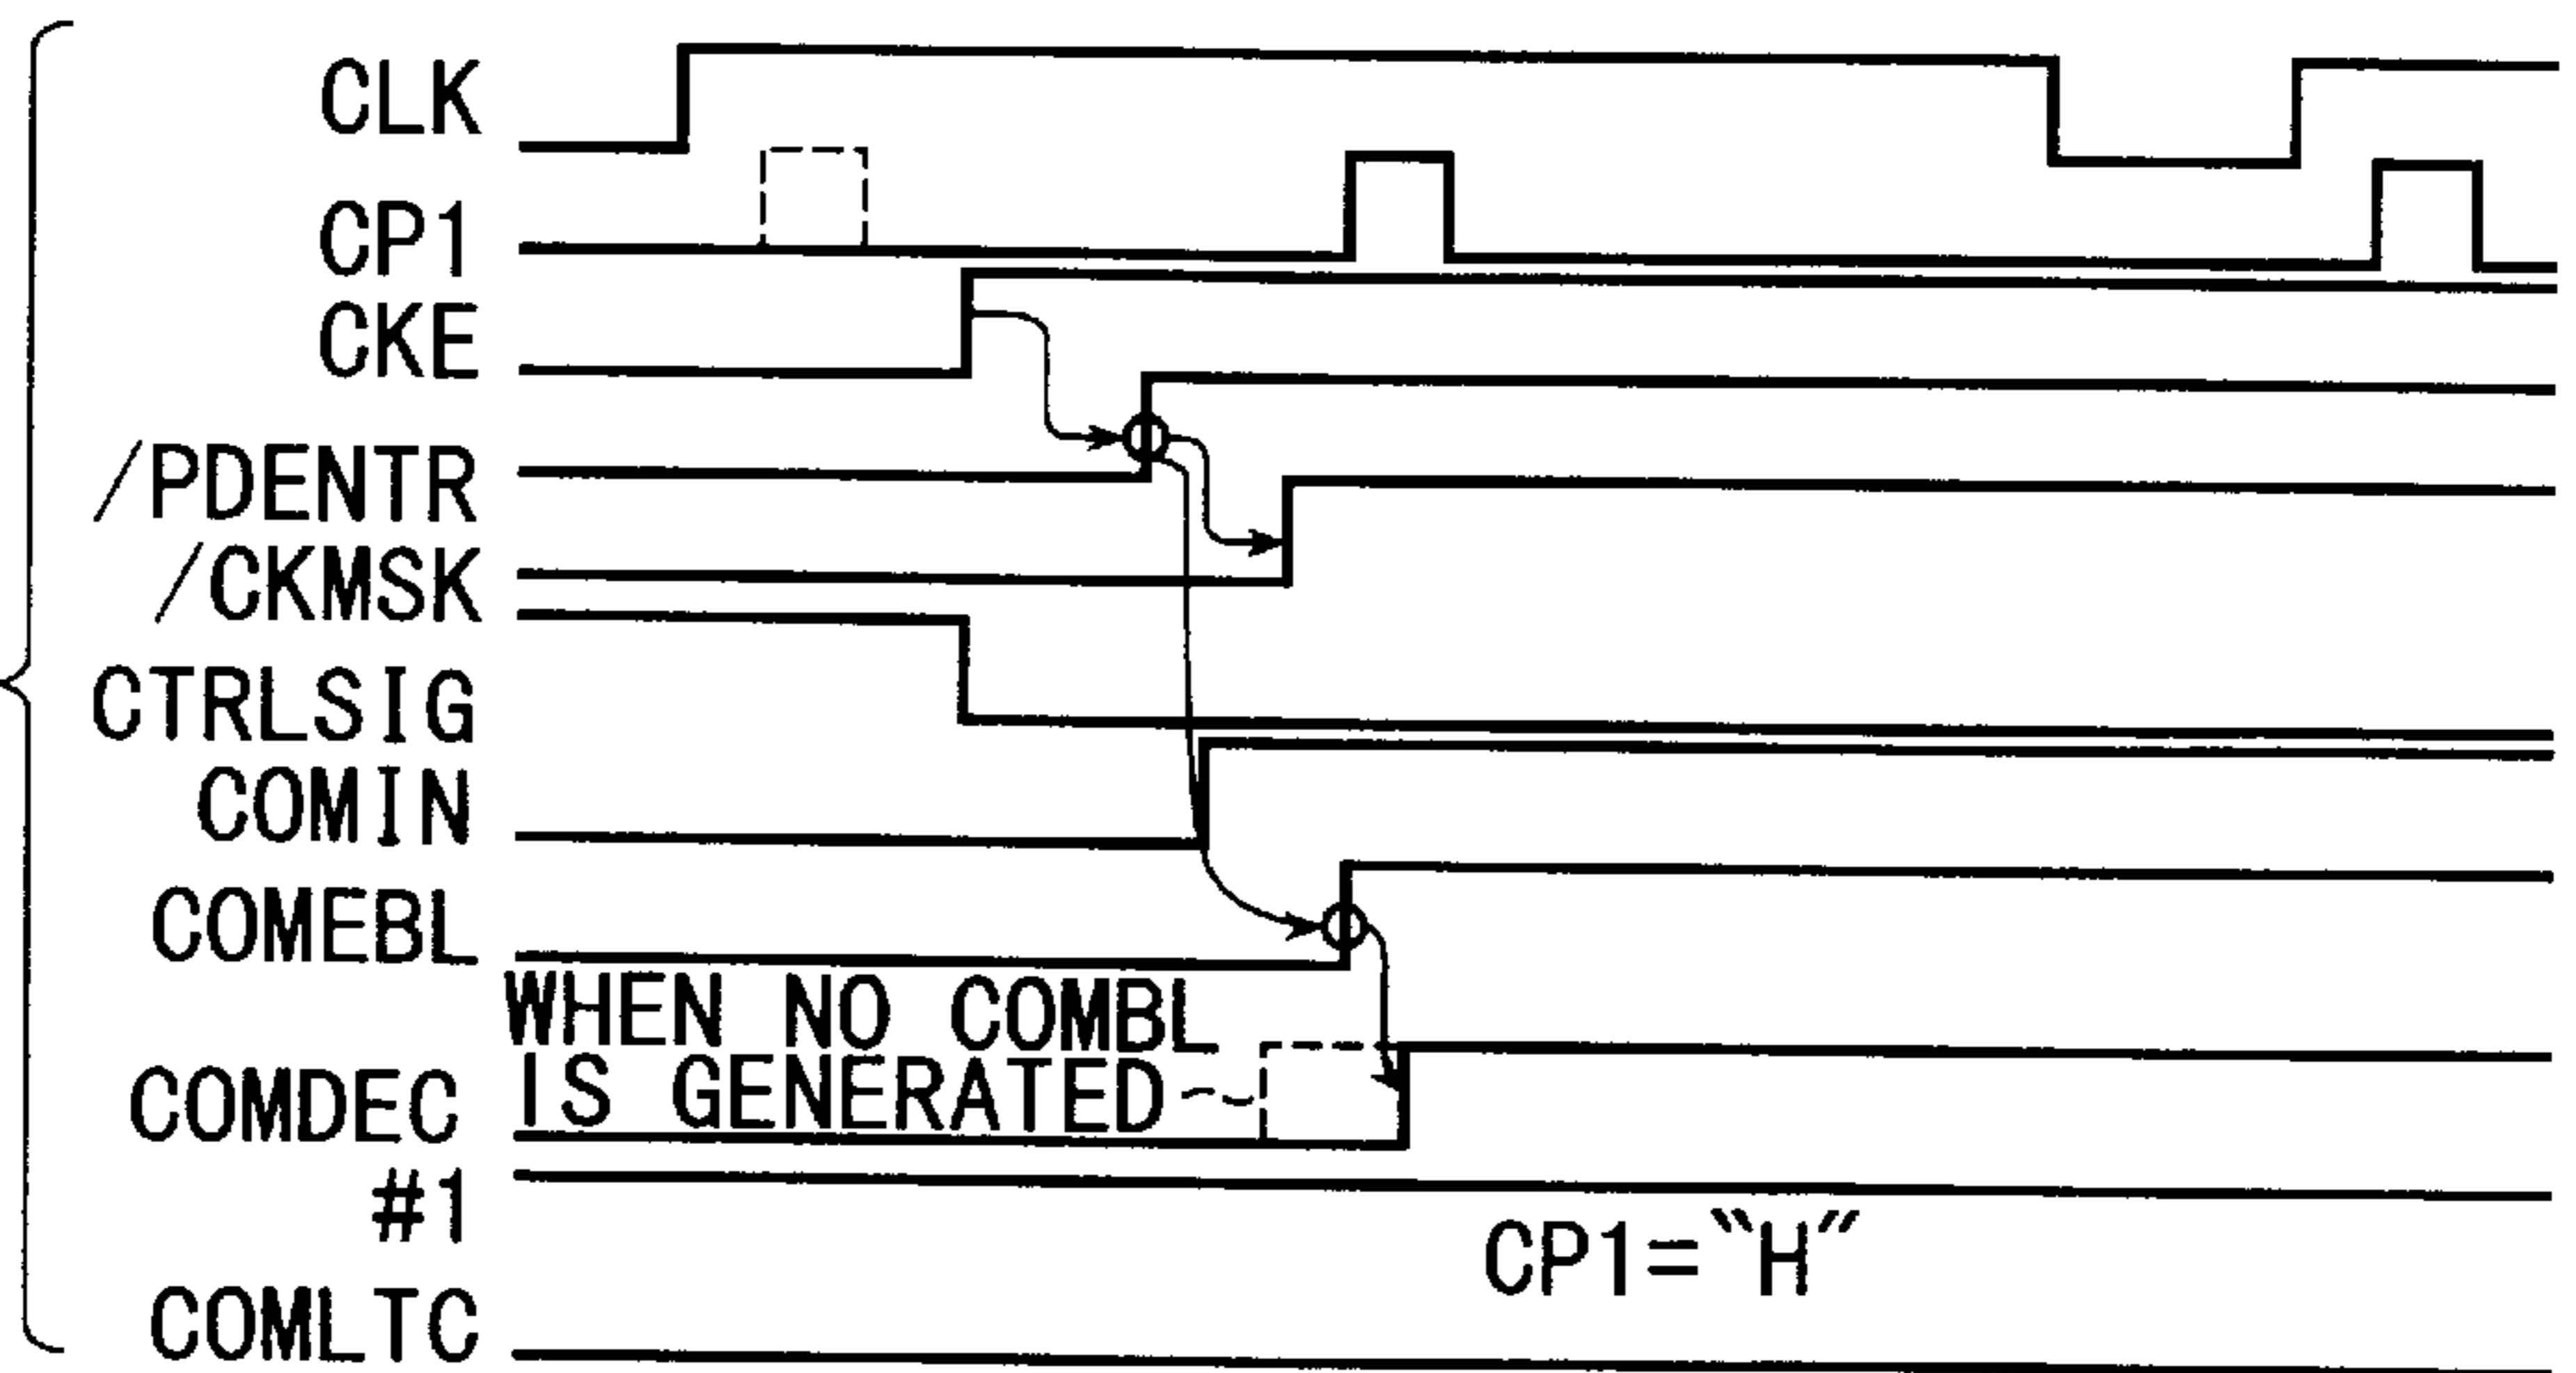 CLK
CP1
CKE
/PDENTR
/CKMSK
CTRLSIG
COMIN
COMEBL
WHEN NO COMBL
IS GENERATED
COMDEC
#1
CP1="H"
COMLTC